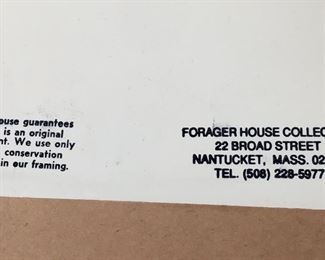 ouse guarantees
is an original
nt. We use only
conservation
in our framing.
FORAGER HOUSE COLLEC
22 BROAD STREET
NANTUCKET, MASS. 02
TEL. (508) 228-5977